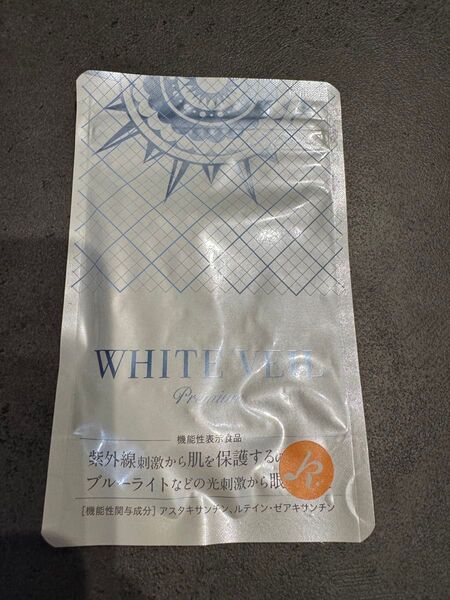 WHITE VEIL
Premium
機能性表示食品
紫外線刺激から肌を保護する
ブルーライトなどの光刺激から眼
[機能性関与成分] アスタキサンチン、ルテイン・ゼアキサンチン